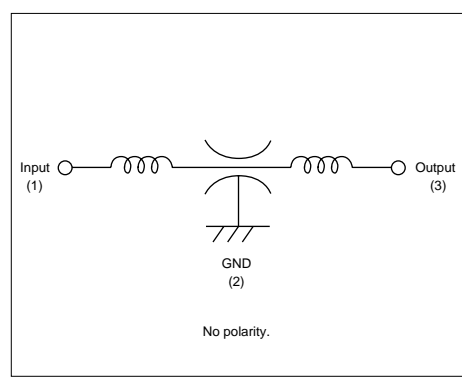 Input
(1)
Output
(3)
GND
(2)
No polarity.